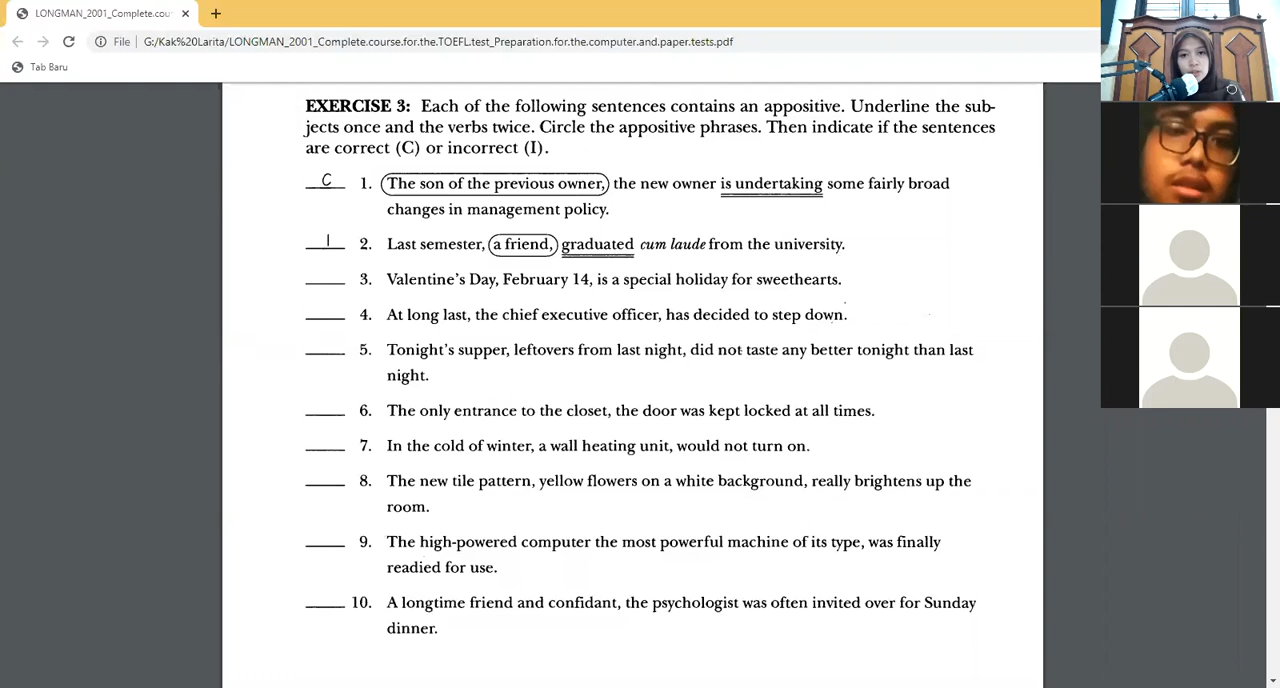 LONGMAN_2001_Complete.cou
File
G:/Kak%20Larita/LONGMAN_2001_Complete.course.for.the.TOEFL.test_Preparation.for.the.computer.and.paper.tests.pdf
Tab Baru
EXERCISE 3: Each of the following sentences contains an appositive. Underline the sub-
jects once and the verbs twice. Circle the appositive phrases. Then indicate if the sentences
are correct (C) or incorrect (I).
C 1. The son of the previous owner, the new owner is undertaking some fairly broad
changes in management policy.
I 2. Last semester, a friend, graduated cum laude from the university.
3. Valentine's Day, February 14, is a special holiday for sweethearts.
4. At long last, the chief executive officer, has decided to step down.
5. Tonight's supper, leftovers from last night, did not taste any better tonight than last
night.
6. The only entrance to the closet, the door was kept locked at all times.
7. In the cold of winter, a wall heating unit, would not turn on.
8. The new tile pattern, yellow flowers on a white background, really brightens up the
room.
9. The high-powered computer the most powerful machine of its type, was finally
readied for use.
10. A longtime friend and confidant, the psychologist was often invited over for Sunday
dinner.